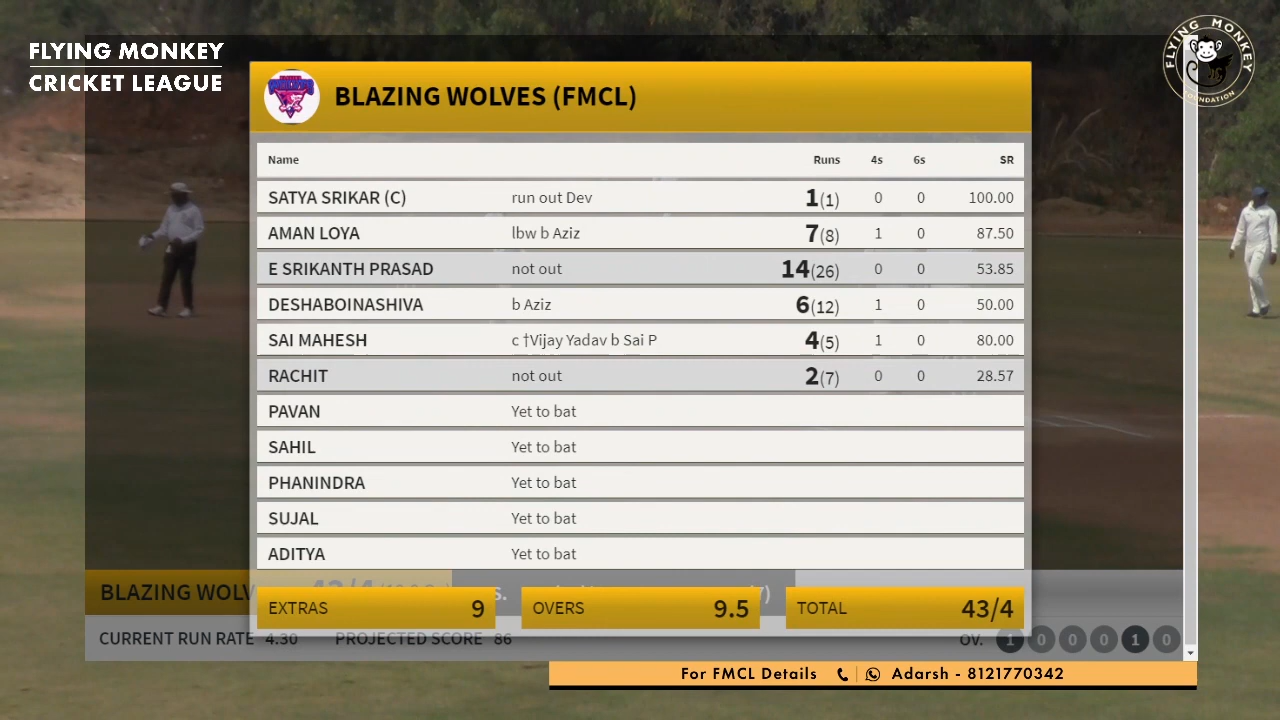 FLYING MONKEY
CRICKET LEAGUE
FLYING MONKEY
FOUNDATION
BLAZING WOLVES (FMCL)
Name Runs 4s 6s SR
SATYA SRIKAR (C) run out Dev 1(1) 0 0 100.00
AMAN LOYA lbw b Aziz 7(8) 1 0 87.50
E SRIKANTH PRASAD not out 14(26) 0 0 53.85
DESHABOINASHIVA b Aziz 6(12) 1 0 50.00
SAI MAHESH c †Vijay Yadav b Sai P 4(5) 1 0 80.00
RACHIT not out 2(7) 0 0 28.57
PAVAN Yet to bat
SAHIL Yet to bat
PHANINDRA Yet to bat
SUJAL Yet to bat
ADITYA Yet to bat
BLAZING WOLV
EXTRAS 9 OVERS 9.5 TOTAL 43/4
CURRENT RUN RATE 4.30 PROJECTED SCORE 86 OV. 1 0 0 0 1 0
For FMCL Details Adarsh - 8121770342